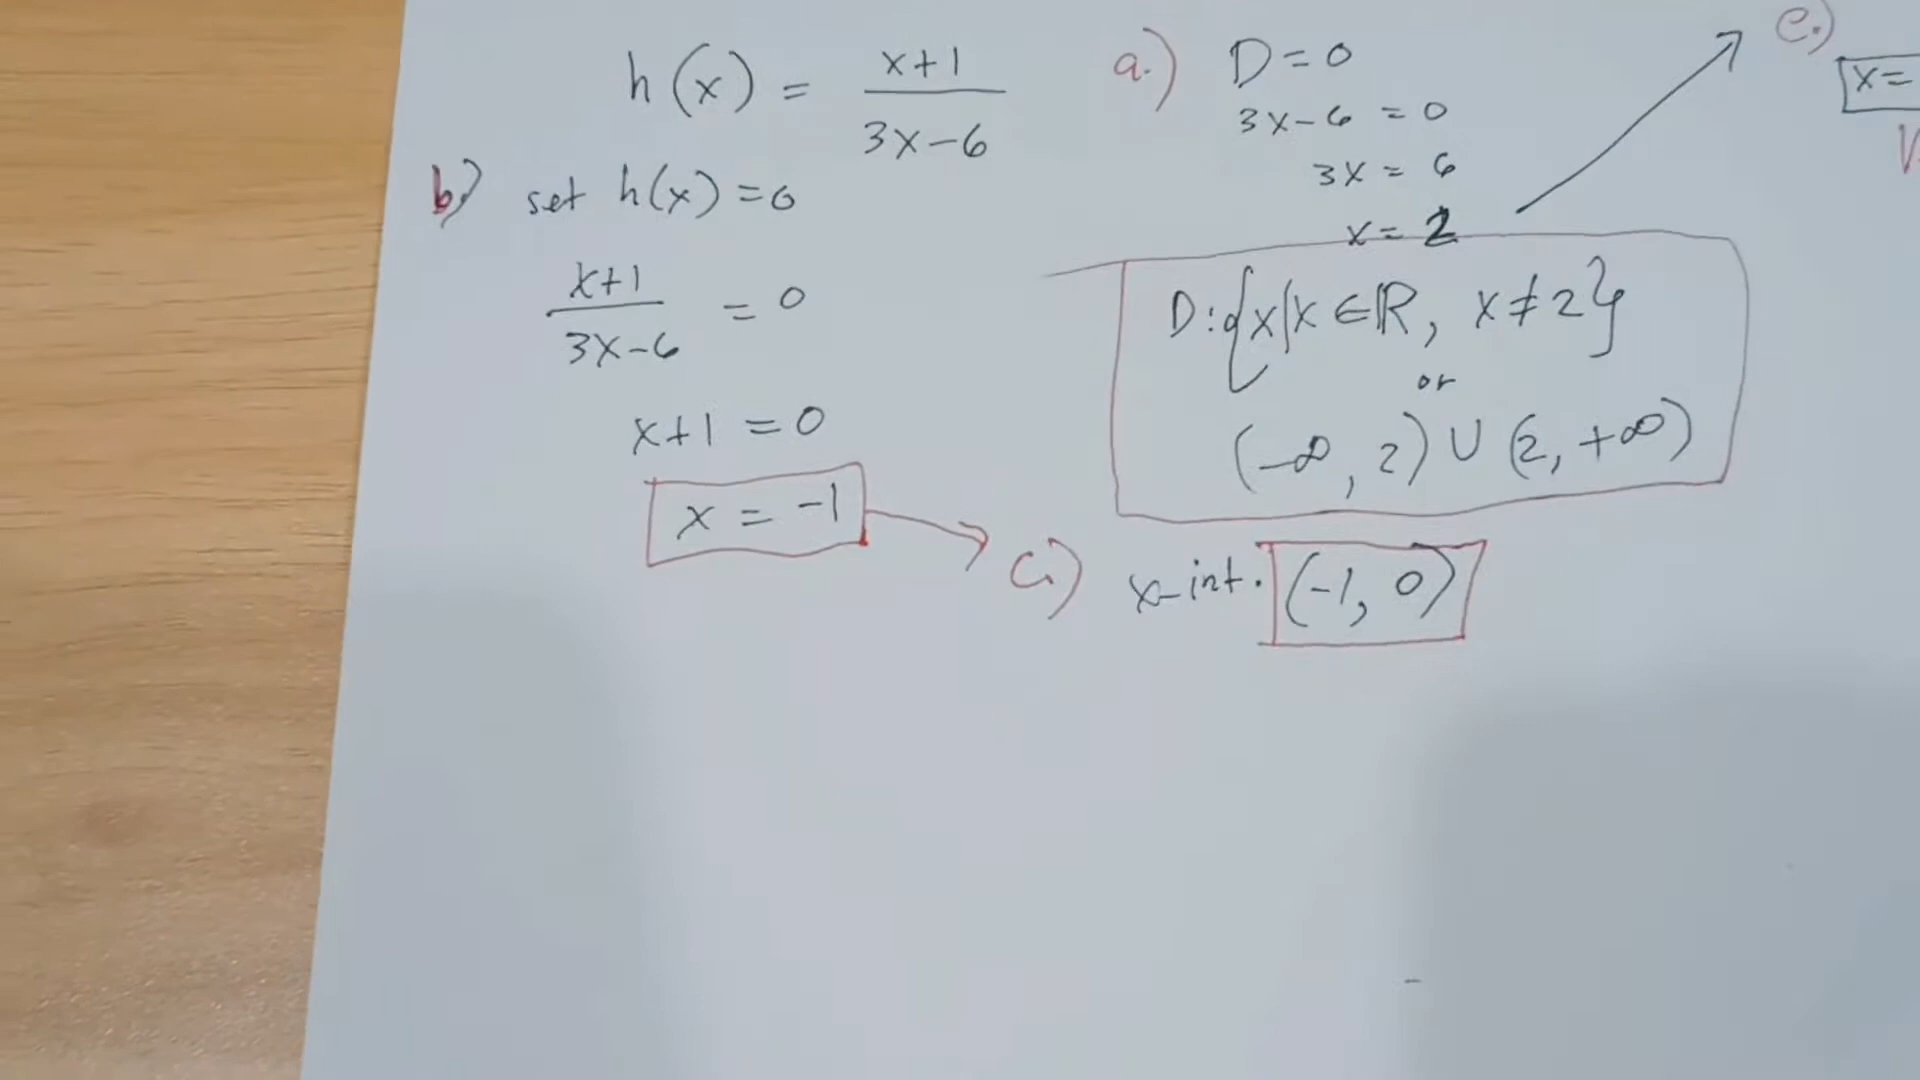 h(x) = x+1 / 3x-6
a.) D = 0
3x-6 = 0
3x = 6
x = 2
D:{x|x ∈ ℝ, x ≠ 2}
or
(-∞, 2) ∪ (2, +∞)
b.) set h(x) = 0
x+1 / 3x-6 = 0
x+1 = 0
x = -1
c.) x-int. (-1, 0)
e.)
x=